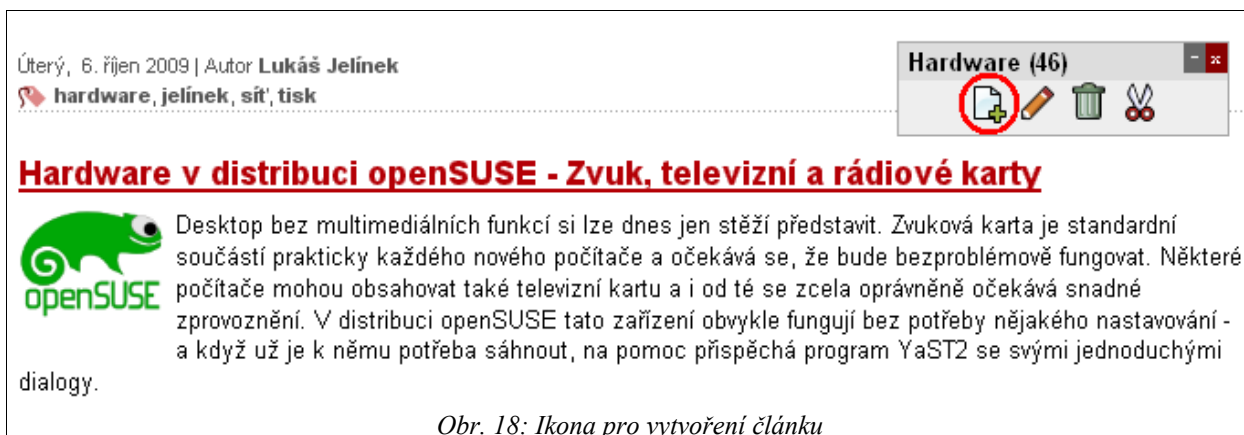 Úterý, 6. říjen 2009 | Autor Lukáš Jelínek
hardware, jelínek, síť, tisk
Hardware (46)
Hardware v distribuci openSUSE - Zvuk, televizní a rádiové karty
Desktop bez multimediálních funkcí si lze dnes jen stěží představit. Zvuková karta je standardní
součástí prakticky každého nového počítače a očekává se, že bude bezproblémově fungovat. Některé
počítače mohou obsahovat také televizní kartu a i od té se zcela oprávněně očekává snadné
zprovoznění. V distribuci openSUSE tato zařízení obvykle fungují bez potřeby nějakého nastavování -
a když už je k němu potřeba sáhnout, na pomoc přispěchá program YaST2 se svými jednoduchými
dialogy.
openSUSE
Obr. 18: Ikona pro vytvoření článku